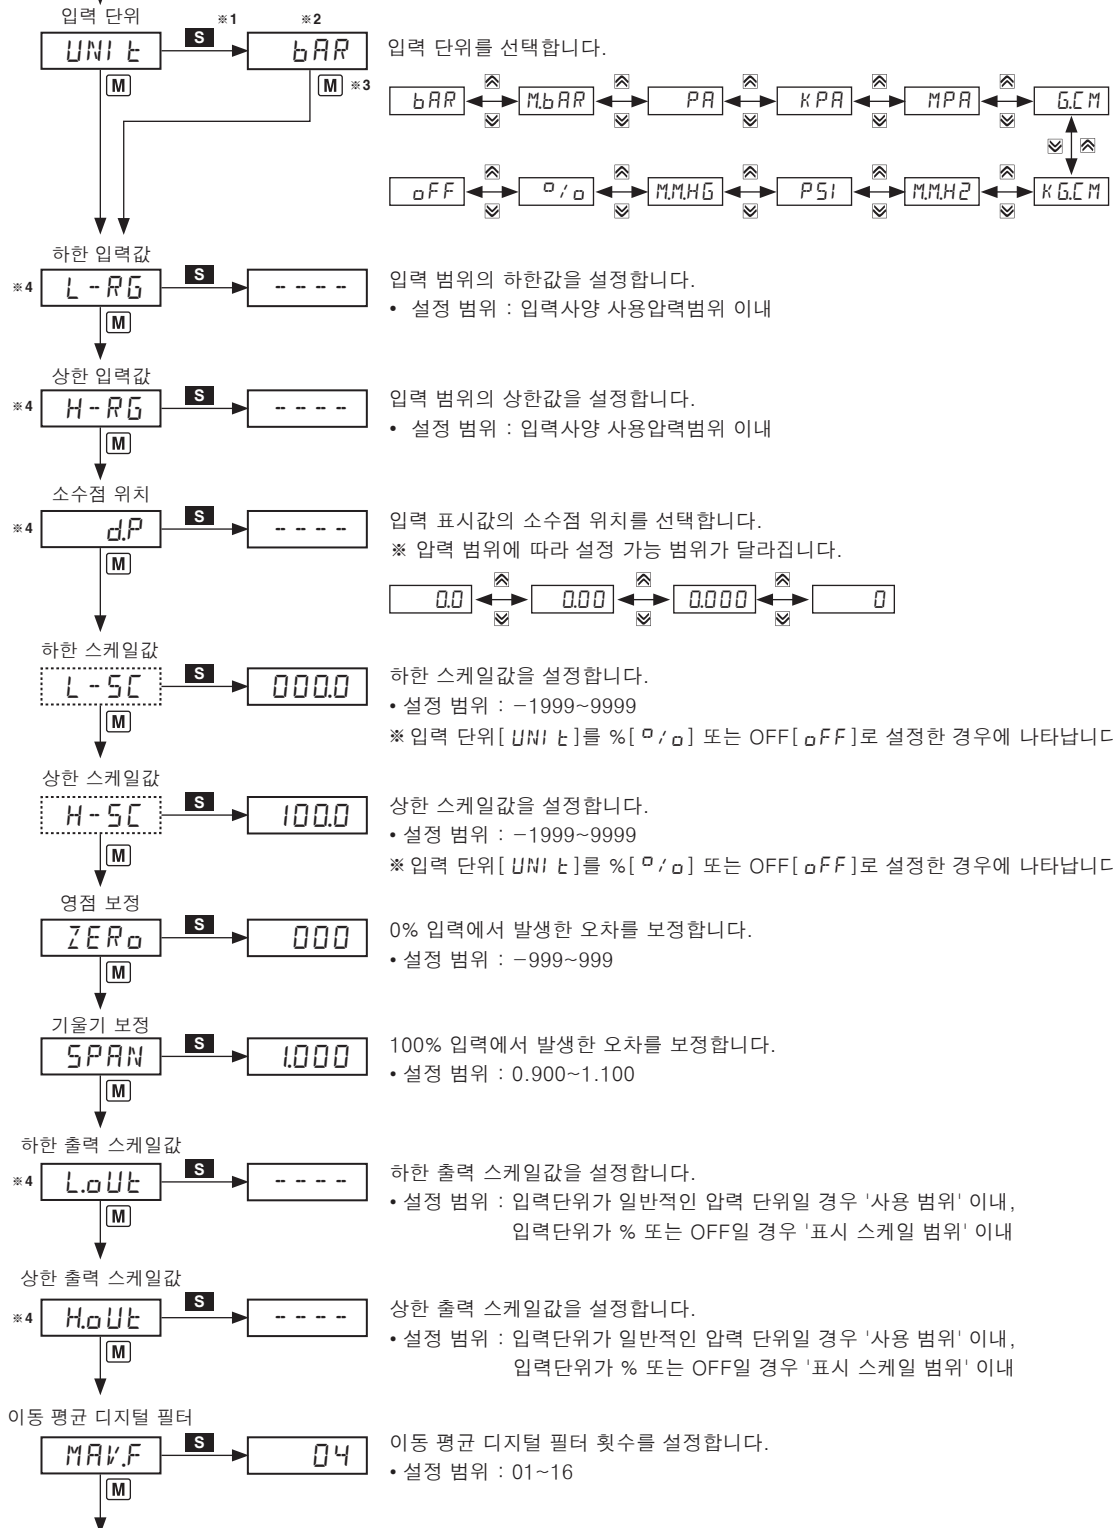 입력 단위
UNIt S ※1 ※2 bAR
입력 단위를 선택합니다.
M M ※3
bAR M.bAR PA KPA MPA G.CM
oFF % M.M.HG PSI M.M.H2 KG.CM
하한 입력값
※4 L-RG S ----
입력 범위의 하한값을 설정합니다.
• 설정 범위 : 입력사양 사용압력범위 이내
M
상한 입력값
※4 H-RG S ----
입력 범위의 상한값을 설정합니다.
• 설정 범위 : 입력사양 사용압력범위 이내
M
소수점 위치
※4 d.P S ----
입력 표시값의 소수점 위치를 선택합니다.
※ 압력 범위에 따라 설정 가능 범위가 달라집니다.
M
0.0 0.00 0.000 0
하한 스케일값
L-SC S 000.0
하한 스케일값을 설정합니다.
• 설정 범위 : −1999~9999
M
※ 입력 단위[UNIt]를 %[%] 또는 OFF[oFF]로 설정한 경우에 나타납니다
상한 스케일값
H-SC S 100.0
상한 스케일값을 설정합니다.
• 설정 범위 : −1999~9999
M
※ 입력 단위[UNIt]를 %[%] 또는 OFF[oFF]로 설정한 경우에 나타납니다
영점 보정
ZERo S 000
0% 입력에서 발생한 오차를 보정합니다.
• 설정 범위 : −999~999
M
기울기 보정
SPAN S 1.000
100% 입력에서 발생한 오차를 보정합니다.
• 설정 범위 : 0.900~1.100
M
하한 출력 스케일값
※4 L.oUt S ----
하한 출력 스케일값을 설정합니다.
• 설정 범위 : 입력단위가 일반적인 압력 단위일 경우 '사용 범위' 이내,
입력단위가 % 또는 OFF일 경우 '표시 스케일 범위' 이내
M
상한 출력 스케일값
※4 H.oUt S ----
상한 출력 스케일값을 설정합니다.
• 설정 범위 : 입력단위가 일반적인 압력 단위일 경우 '사용 범위' 이내,
입력단위가 % 또는 OFF일 경우 '표시 스케일 범위' 이내
M
이동 평균 디지털 필터
MAV.F S 04
이동 평균 디지털 필터 횟수를 설정합니다.
• 설정 범위 : 01~16
M